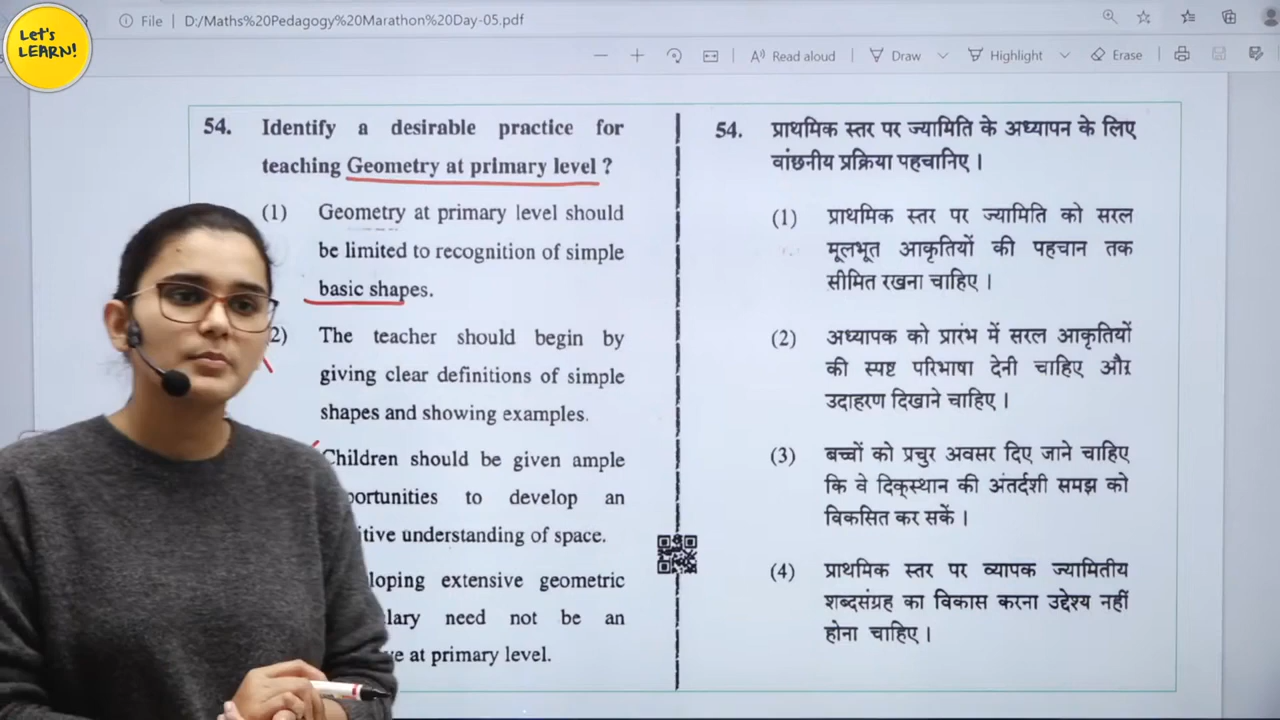 Let's
LEARN!
File | D:/Maths%20Pedagogy%20Marathon%20Day-05.pdf
Read aloud
Draw
Highlight
Erase
54. Identify a desirable practice for
teaching Geometry at primary level ?
(1) Geometry at primary level should
be limited to recognition of simple
basic shapes.
2) The teacher should begin by
giving clear definitions of simple
shapes and showing examples.
Children should be given ample
to develop an
understanding of space.
extensive geometric
need not be an
at primary level.
54. प्राथमिक स्तर पर ज्यामिति के अध्यापन के लिए
वांछनीय प्रक्रिया पहचानिए ।
(1) प्राथमिक स्तर पर ज्यामिति को सरल
मूलभूत आकृतियों की पहचान तक
सीमित रखना चाहिए ।
(2) अध्यापक को प्रारंभ में सरल आकृतियों
की स्पष्ट परिभाषा देनी चाहिए और
उदाहरण दिखाने चाहिए ।
(3) बच्चों को प्रचुर अवसर दिए जाने चाहिए
कि वे दिक्स्थान की अंतर्दशी समझ को
विकसित कर सकें ।
(4) प्राथमिक स्तर पर व्यापक ज्यामितीय
शब्दसंग्रह का विकास करना उद्देश्य नहीं
होना चाहिए ।